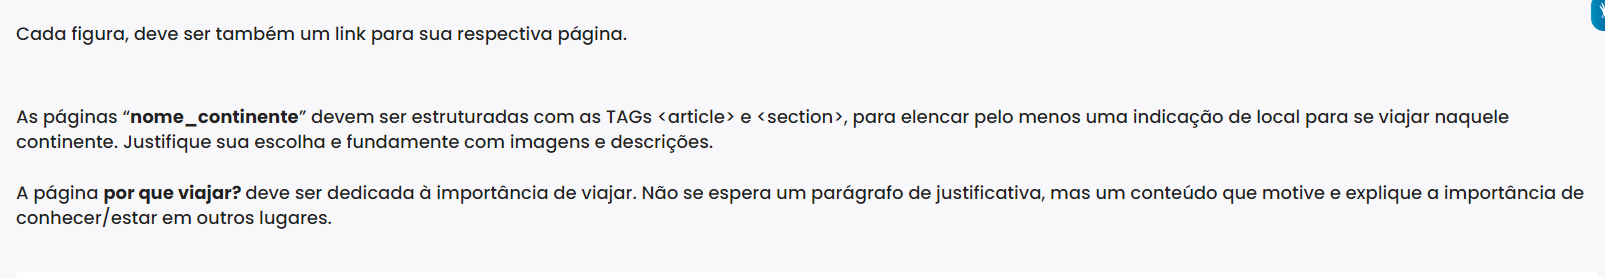 Cada figura, deve ser também um link para sua respectiva página.
As páginas “nome_continente” devem ser estruturadas com as TAGs <article> e <section>, para elencar pelo menos uma indicação de local para se viajar naquele
continente. Justifique sua escolha e fundamente com imagens e descrições.
A página por que viajar? deve ser dedicada à importância de viajar. Não se espera um parágrafo de justificativa, mas um conteúdo que motive e explique a importância de
conhecer/estar em outros lugares.